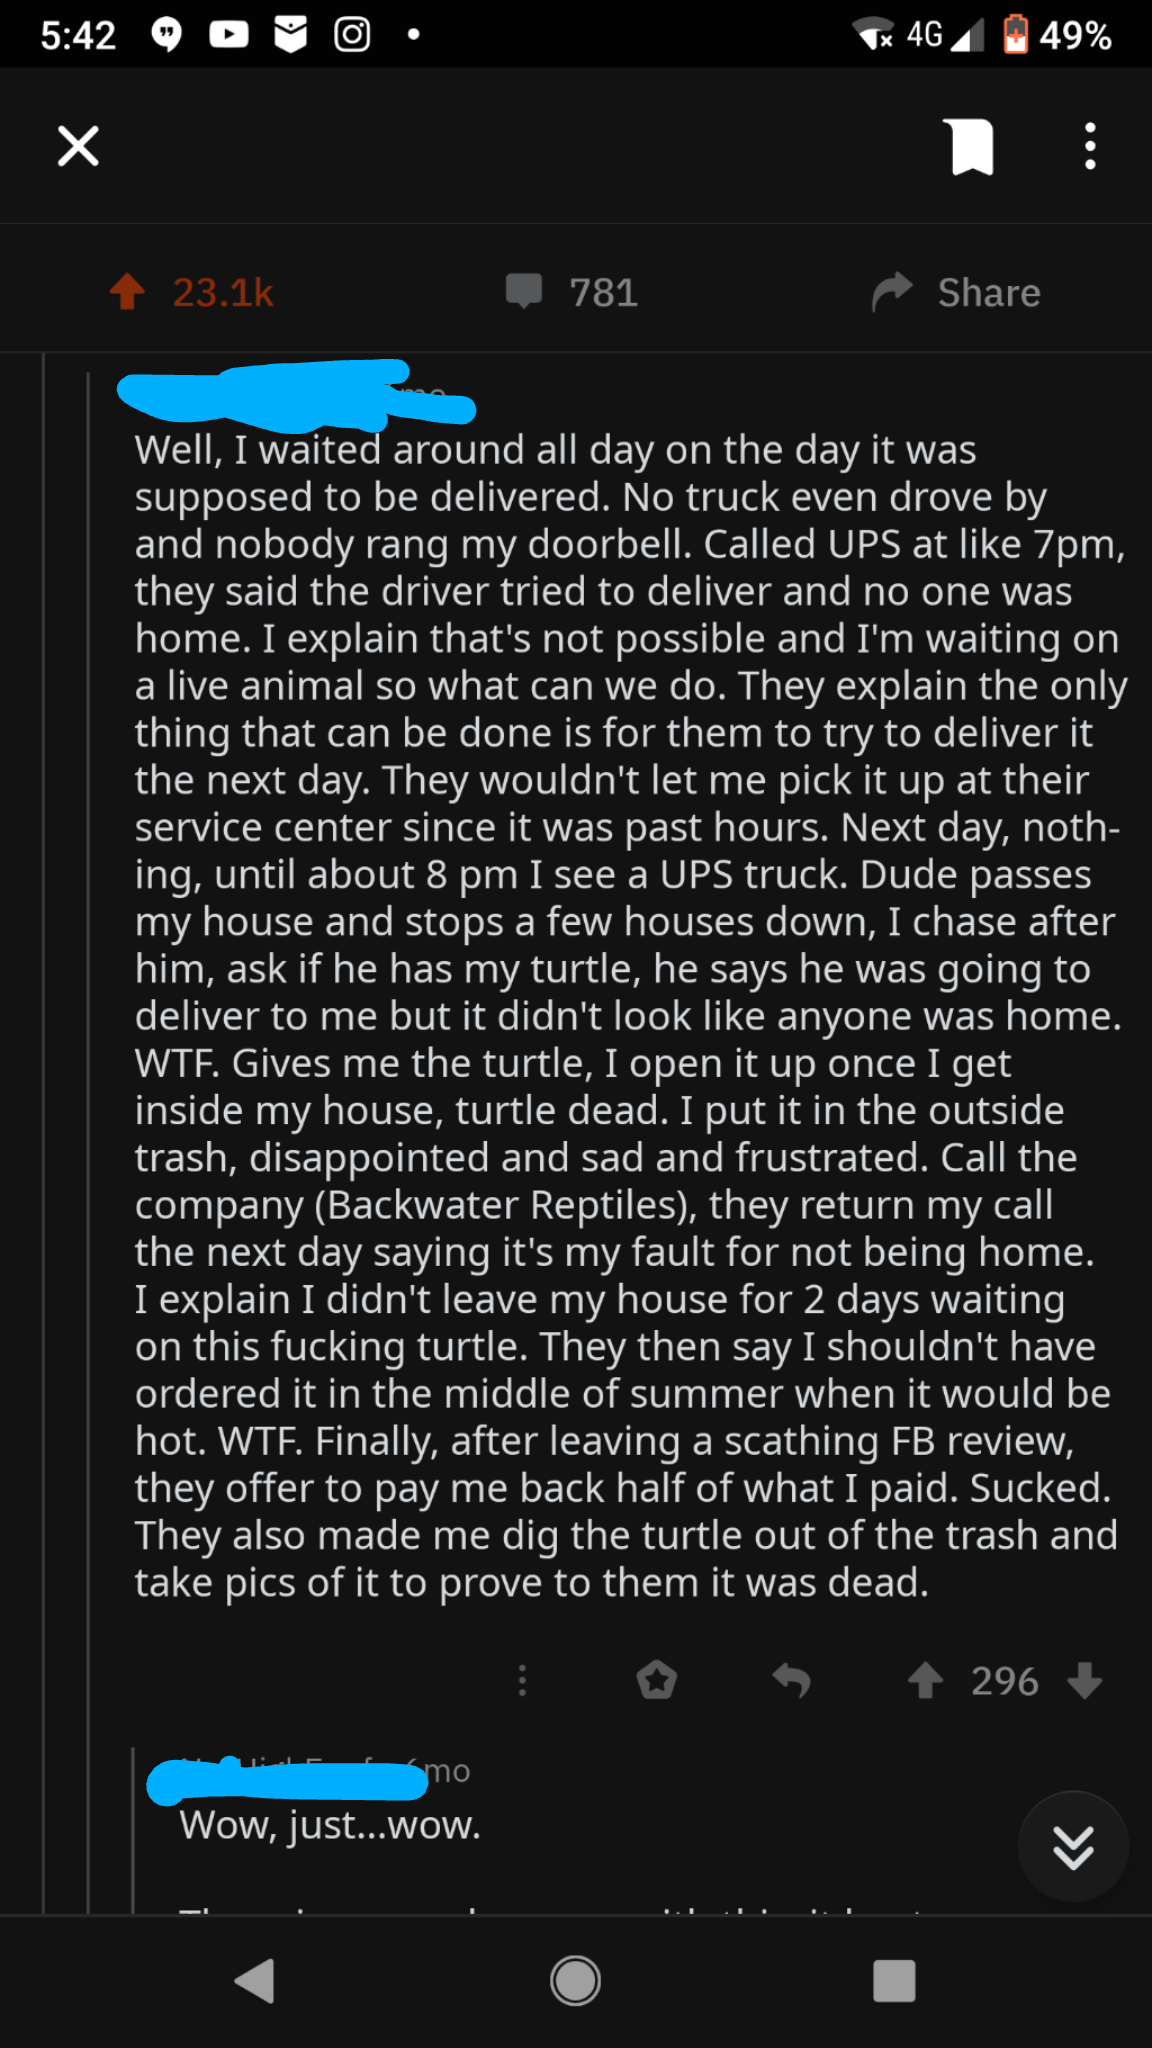 5:42
4G
49%
23.1k
781
Share
Well, I waited around all day on the day it was
supposed to be delivered. No truck even drove by
and nobody rang my doorbell. Called UPS at like 7pm,
they said the driver tried to deliver and no one was
home. I explain that's not possible and I'm waiting on
a live animal so what can we do. They explain the only
thing that can be done is for them to try to deliver it
the next day. They wouldn't let me pick it up at their
service center since it was past hours. Next day, noth-
ing, until about 8 pm I see a UPS truck. Dude passes
my house and stops a few houses down, I chase after
him, ask if he has my turtle, he says he was going to
deliver to me but it didn't look like anyone was home.
WTF. Gives me the turtle, I open it up once I get
inside my house, turtle dead. I put it in the outside
trash, disappointed and sad and frustrated. Call the
company (Backwater Reptiles), they return my call
the next day saying it's my fault for not being home.
I explain I didn't leave my house for 2 days waiting
on this fucking turtle. They then say I shouldn't have
ordered it in the middle of summer when it would be
hot. WTF. Finally, after leaving a scathing FB review,
they offer to pay me back half of what I paid. Sucked.
They also made me dig the turtle out of the trash and
take pics of it to prove to them it was dead.
296
6mo
Wow, just...wow.